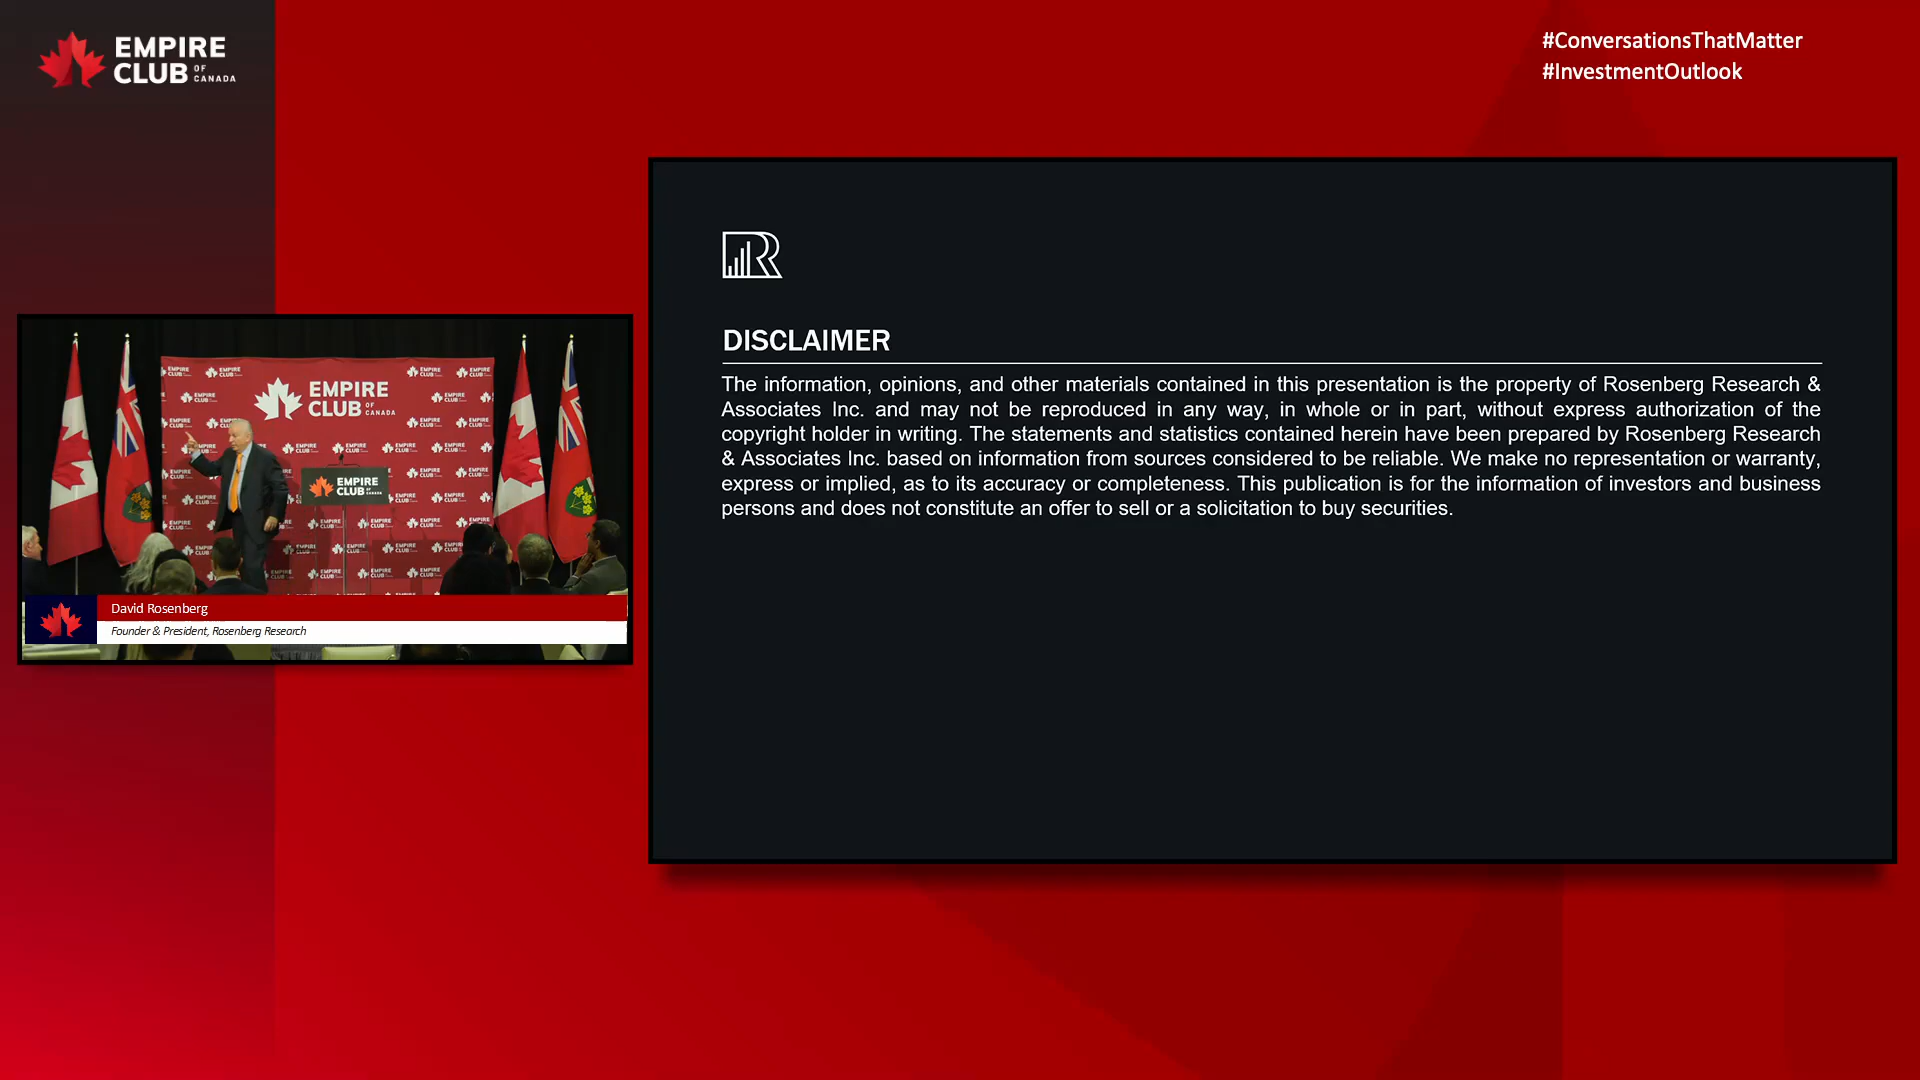 EMPIRE
CLUB OF CANADA
#ConversationsThatMatter
#InvestmentOutlook
EMPIRE
CLUB OF CANADA
EMPIRE
CLUB OF CANADA
David Rosenberg
Founder & President, Rosenberg Research
R
DISCLAIMER
The information, opinions, and other materials contained in this presentation is the property of Rosenberg Research &
Associates Inc. and may not be reproduced in any way, in whole or in part, without express authorization of the
copyright holder in writing. The statements and statistics contained herein have been prepared by Rosenberg Research
& Associates Inc. based on information from sources considered to be reliable. We make no representation or warranty,
express or implied, as to its accuracy or completeness. This publication is for the information of investors and business
persons and does not constitute an offer to sell or a solicitation to buy securities.